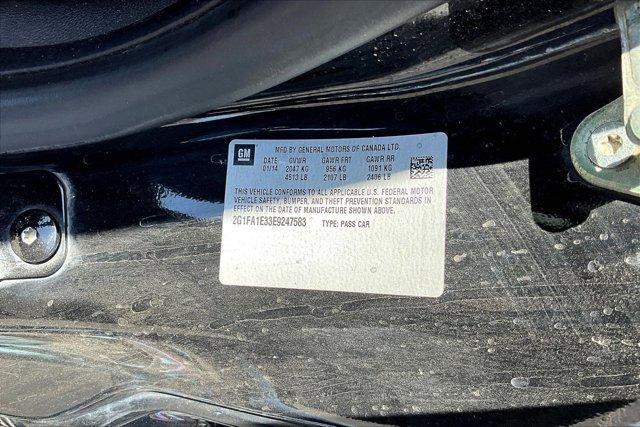 GM
MFD BY GENERAL MOTORS OF CANADA LTD.
DATE GVWR GAWR FRT GAWR RR
01/14 2047 KG 956 KG 1091 KG
4513 LB 2107 LB 2406 LB
THIS VEHICLE CONFORMS TO ALL APPLICABLE U.S. FEDERAL MOTOR
VEHICLE SAFETY, BUMPER, AND THEFT PREVENTION STANDARDS IN
EFFECT ON THE DATE OF MANUFACTURE SHOWN ABOVE.
2G1FA1E33E9247583 TYPE: PASS CAR